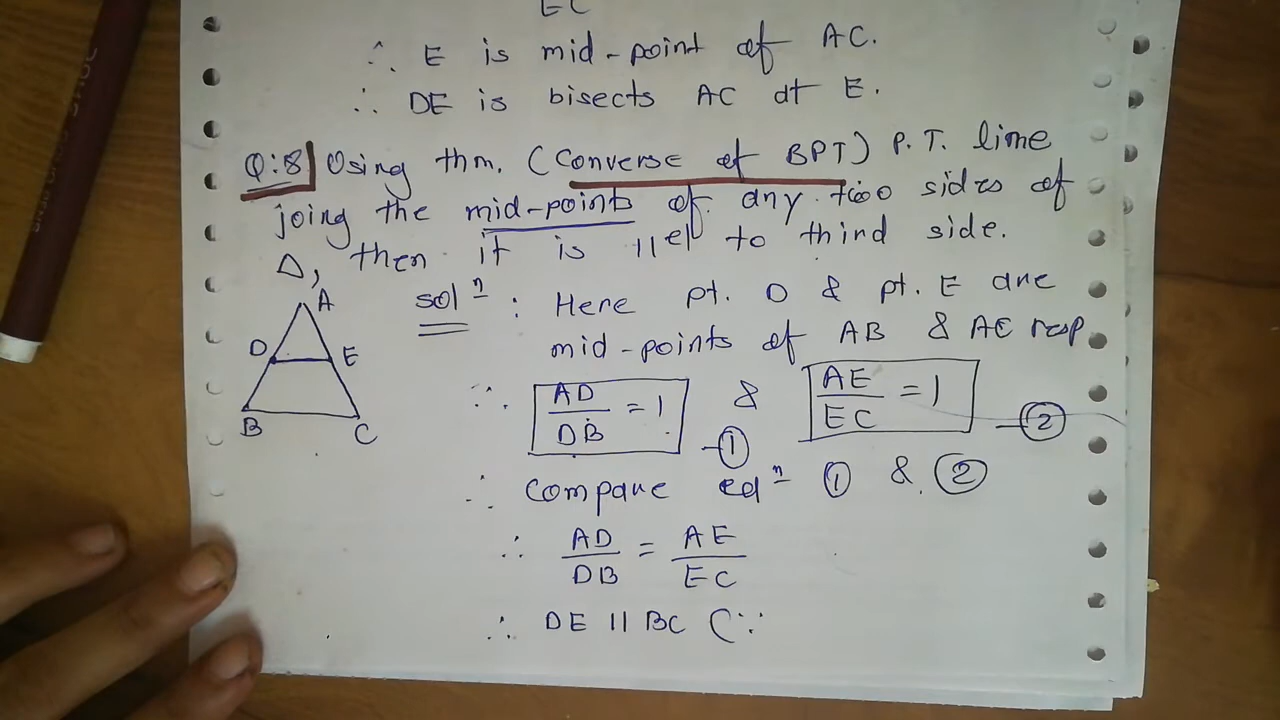 EC
∴ E is mid-point of AC.
∴ DE is bisects AC at E.
Q:8 Using thm. (Converse of BPT) P.T. line
joing the mid-points of any two sides of
Δ, then it is ||el to third side.
A
D E
B C
solⁿ : Here pt. D & pt. E are
mid-points of AB & AC resp
∴ AD/DB = 1 -① & AE/EC = 1 -②
∴ compare eqⁿ ① & ②
∴ AD/DB = AE/EC
∴ DE || BC (∵